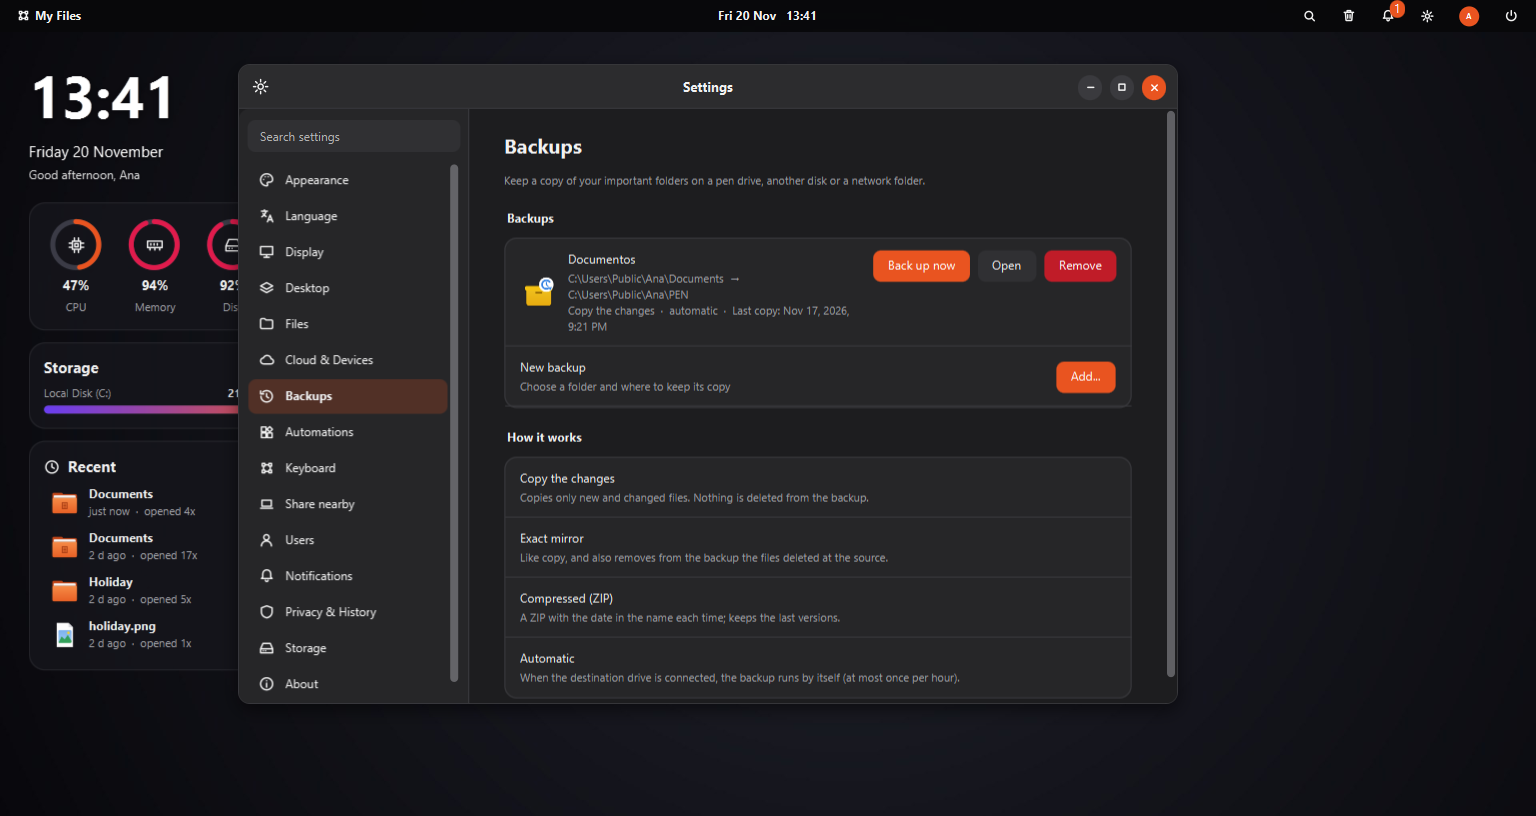 My Files
Fri 20 Nov 13:41
1
A
13:41
Friday 20 November
Good afternoon, Ana
47%
CPU
94%
Memory
92%
Storage
Local Disk (C:)
Recent
Documents
just now · opened 4x
Documents
2 d ago · opened 17x
Holiday
2 d ago · opened 5x
holiday.png
2 d ago · opened 1x
Settings
Search settings
Appearance
Language
Display
Desktop
Files
Cloud & Devices
Backups
Automations
Keyboard
Share nearby
Users
Notifications
Privacy & History
Storage
About
Backups
Keep a copy of your important folders on a pen drive, another disk or a network folder.
Backups
Documentos
C:\Users\Public\Ana\Documents →
C:\Users\Public\Ana\PEN
Copy the changes · automatic · Last copy: Nov 17, 2026,
9:21 PM
Back up now
Open
Remove
New backup
Choose a folder and where to keep its copy
Add...
How it works
Copy the changes
Copies only new and changed files. Nothing is deleted from the backup.
Exact mirror
Like copy, and also removes from the backup the files deleted at the source.
Compressed (ZIP)
A ZIP with the date in the name each time; keeps the last versions.
Automatic
When the destination drive is connected, the backup runs by itself (at most once per hour).